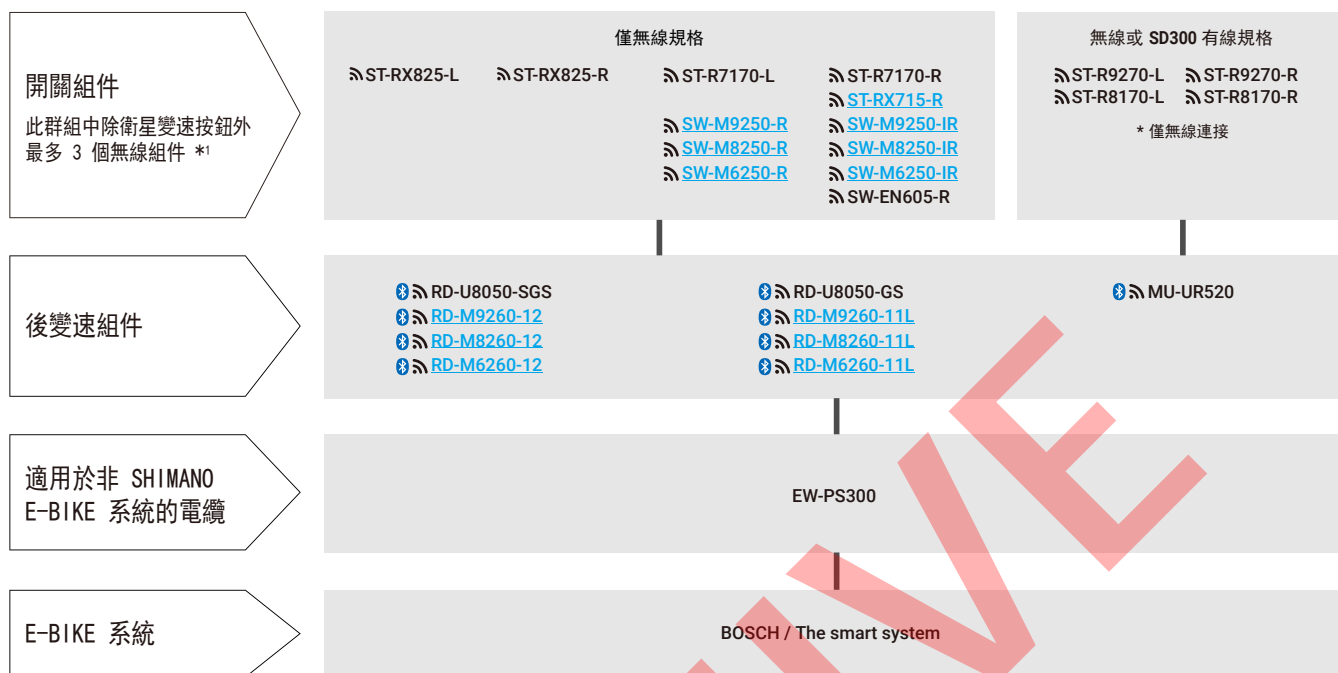 開關組件
此群組中除衛星變速按鈕外
最多 3 個無線組件 *1
僅無線規格
ST-RX825-L ST-RX825-R ST-R7170-L ST-R7170-R
ST-RX715-R
SW-M9250-R SW-M9250-IR
SW-M8250-R SW-M8250-IR
SW-M6250-R SW-M6250-IR
SW-EN605-R
無線或 SD300 有線規格
ST-R9270-L ST-R9270-R
ST-R8170-L ST-R8170-R
* 僅無線連接
後變速組件
RD-U8050-SGS RD-U8050-GS MU-UR520
RD-M9260-12 RD-M9260-11L
RD-M8260-12 RD-M8260-11L
RD-M6260-12 RD-M6260-11L
適用於非 SHIMANO
E-BIKE 系統的電纜
EW-PS300
E-BIKE 系統
BOSCH / The smart system
IVE